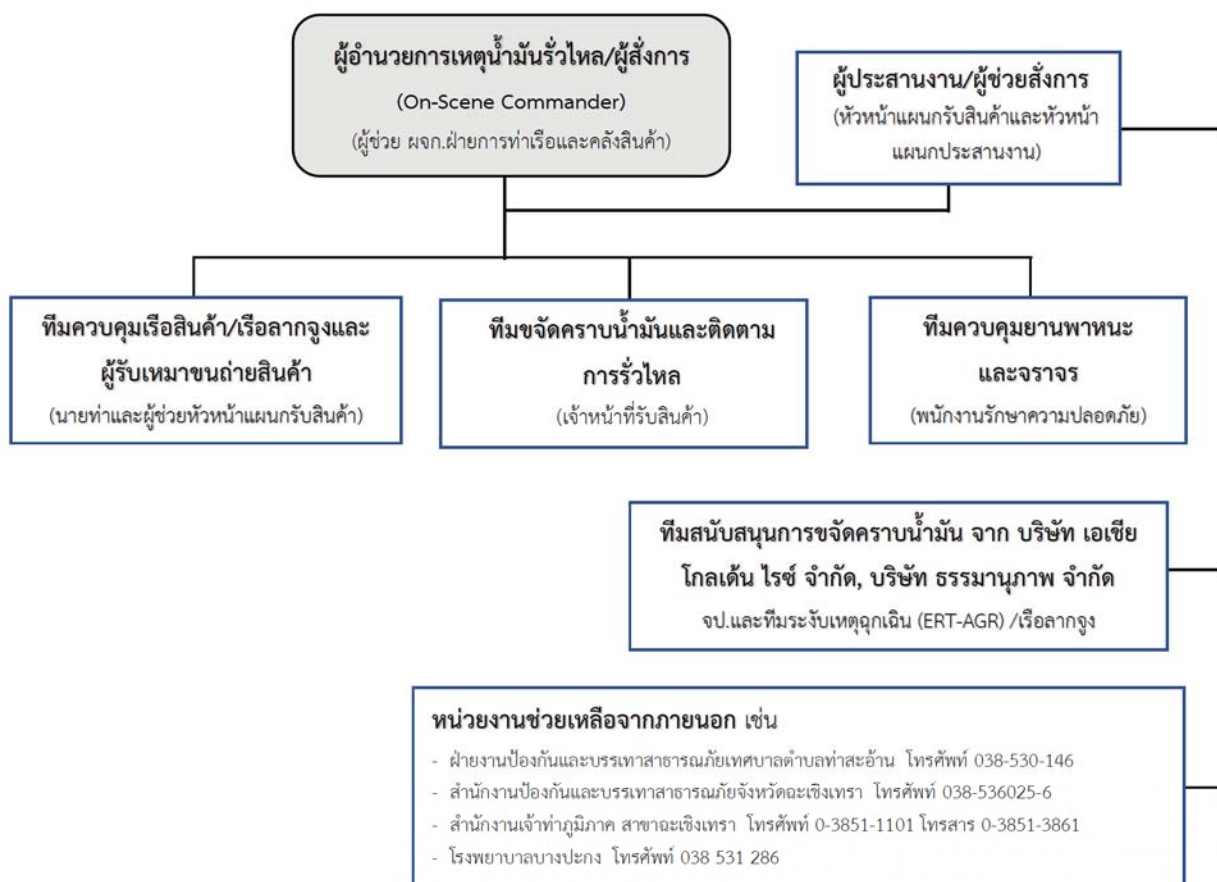 ผู้อำนวยการเหตุน้ำมันรั่วไหล/ผู้สั่งการ
(On-Scene Commander)
(ผู้ช่วย ผจก.ฝ่ายการท่าเรือและคลังสินค้า)
ผู้ประสานงาน/ผู้ช่วยสั่งการ
(หัวหน้าแผนกรับสินค้าและหัวหน้า
แผนกประสานงาน)
ทีมควบคุมเรือสินค้า/เรือลากจูงและ
ผู้รับเหมาขนถ่ายสินค้า
(นายท่าและผู้ช่วยหัวหน้าแผนกรับสินค้า)
ทีมขจัดคราบน้ำมันและติดตาม
การรั่วไหล
(เจ้าหน้าที่รับสินค้า)
ทีมควบคุมยานพาหนะ
และจราจร
(พนักงานรักษาความปลอดภัย)
ทีมสนับสนุนการขจัดคราบน้ำมัน จาก บริษัท เอเชีย
โกลเด้น ไรซ์ จำกัด, บริษัท ธรรมานุภาพ จำกัด
จป.และทีมระงับเหตุฉุกเฉิน (ERT-AGR) /เรือลากจูง
หน่วยงานช่วยเหลือจากภายนอก เช่น
- ฝ่ายงานป้องกันและบรรเทาสาธารณภัยเทศบาลตำบลท่าสะอ้าน โทรศัพท์ 038-530-146
- สำนักงานป้องกันและบรรเทาสาธารณภัยจังหวัดฉะเชิงเทรา โทรศัพท์ 038-536025-6
- สำนักงานเจ้าท่าภูมิภาค สาขาฉะเชิงเทรา โทรศัพท์ 0-3851-1101 โทรสาร 0-3851-3861
- โรงพยาบาลบางปะกง โทรศัพท์ 038 531 286